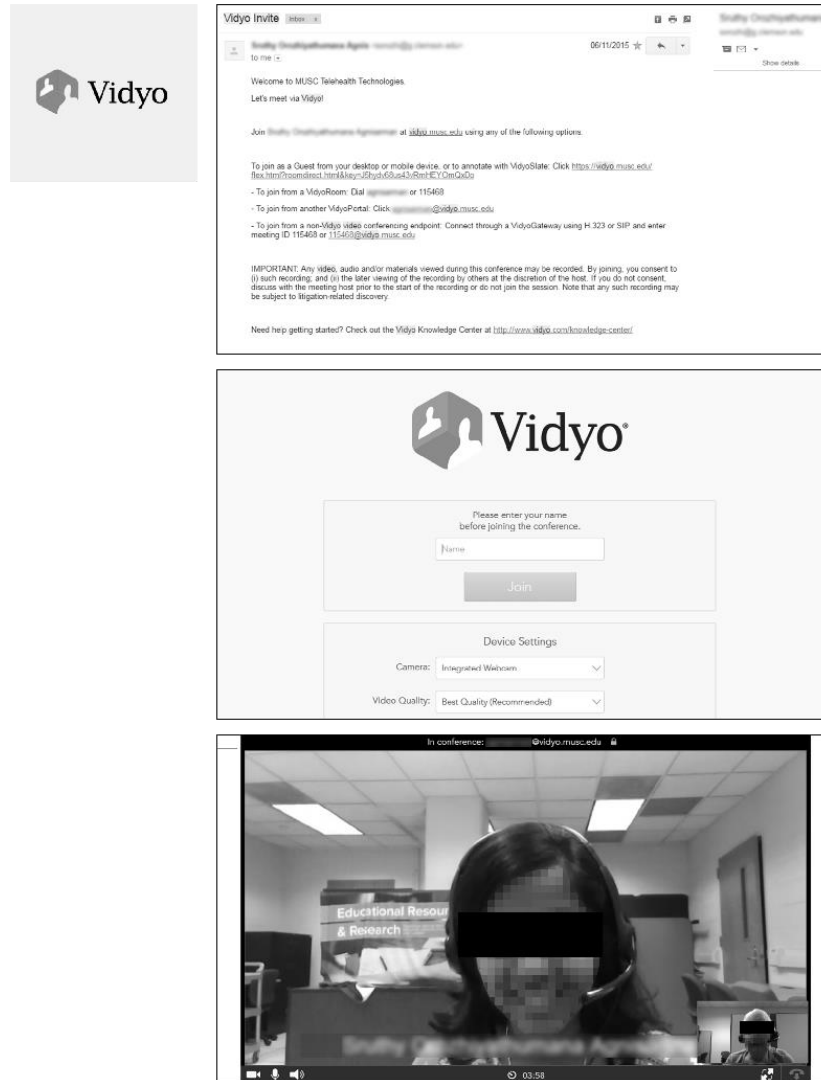 Vidyo
Vidyo Invite Inbox x
06/11/2015
to me
Show details
Welcome to MUSC Telehealth Technologies.
Let's meet via Vidyo!
Join at vidyo.musc.edu using any of the following options:
To join as a Guest from your desktop or mobile device, or to annotate with VidyoSlate: Click https://vidyo.musc.edu/
- To join from a VidyoRoom: Dial or 115468
- To join from another VidyoPortal: Click @vidyo.musc.edu
- To join from a non-Vidyo video conferencing endpoint: Connect through a VidyoGateway using H.323 or SIP and enter
meeting ID 115468 or 115468@vidyo.musc.edu
IMPORTANT: Any video, audio and/or materials viewed during this conference may be recorded. By joining, you consent to
(i) such recording; and (ii) the later viewing of the recording by others at the discretion of the host. If you do not consent,
discuss with the meeting host prior to the start of the recording or do not join the session. Note that any such recording may
be subject to litigation-related discovery.
Need help getting started? Check out the Vidyo Knowledge Center at http://www.vidyo.com/knowledge-center/
Vidyo®
Please enter your name
before joining the conference.
Name
Join
Device Settings
Camera: Integrated Webcam
Video Quality: Best Quality (Recommended)
In conference: @vidyo.musc.edu
Educational Resour
& Research
03:58